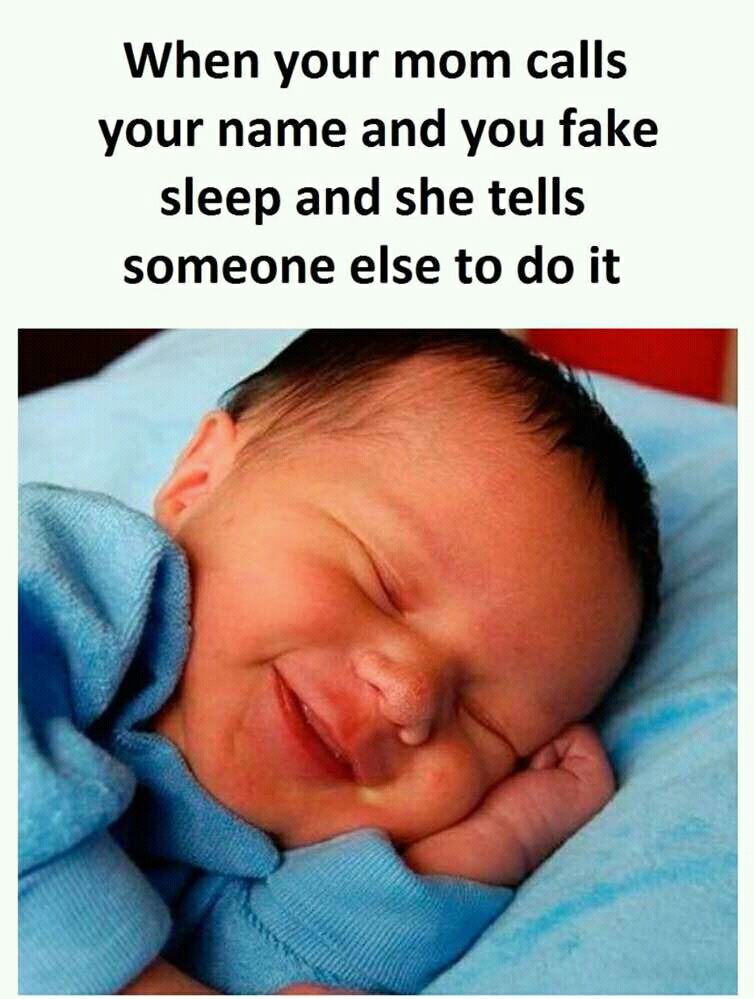 When your mom calls
your name and you fake
sleep and she tells
someone else to do it